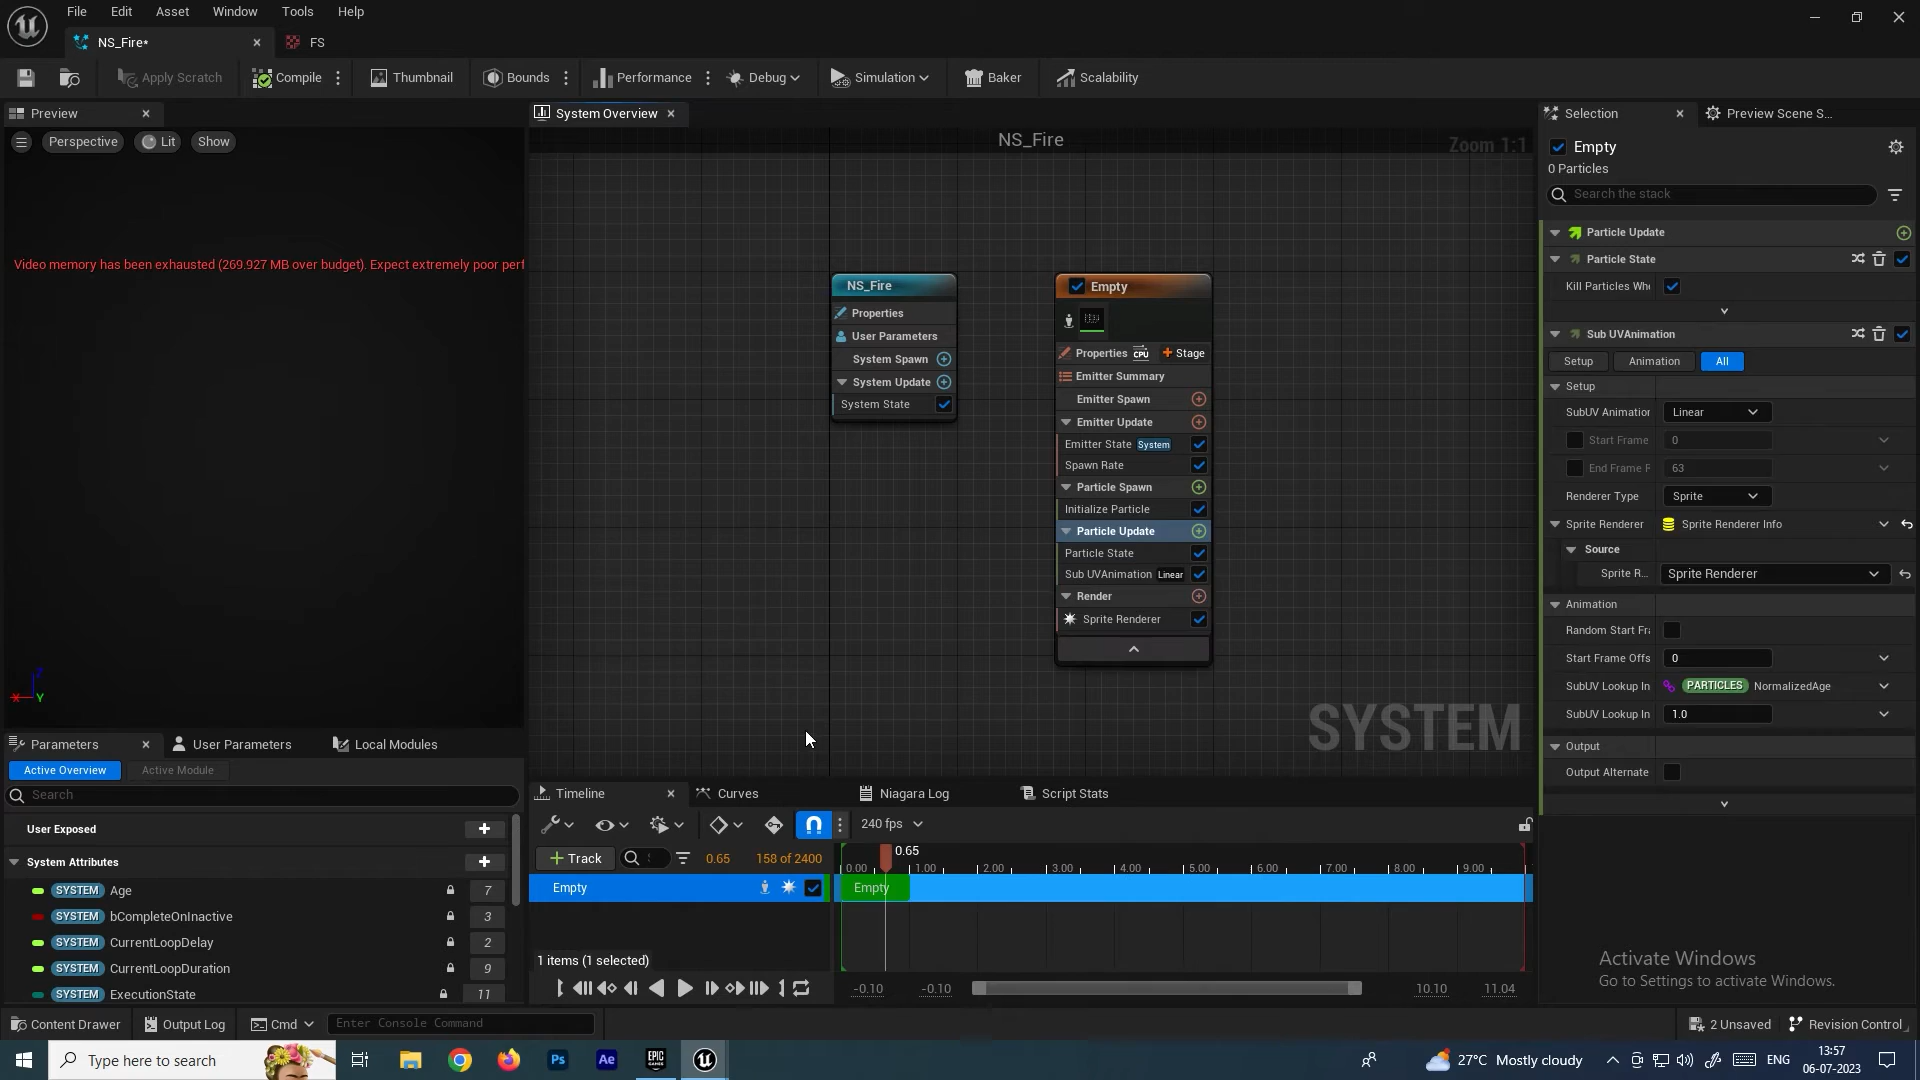 File Edit Asset Window Tools Help
NS_Fire* FS
Apply Scratch Compile Thumbnail Bounds Performance Debug Simulation Baker Scalability
Preview
Perspective Lit Show
Video memory has been exhausted (269.927 MB over budget). Expect extremely poor perf
X Y Z
System Overview
NS_Fire
Zoom 1:1
NS_Fire
Properties
User Parameters
System Spawn
System Update
System State
Empty
Properties CPU Stage
Emitter Summary
Emitter Spawn
Emitter Update
Emitter State System
Spawn Rate
Particle Spawn
Initialize Particle
Particle Update
Particle State
Sub UVAnimation Linear
Render
Sprite Renderer
SYSTEM
Selection Preview Scene S...
Empty
0 Particles
Search the stack
Particle Update
Particle State
Kill Particles Whe
Sub UVAnimation
Setup Animation All
Setup
SubUV Animation Linear
Start Frame 0
End Frame R 63
Renderer Type Sprite
Sprite Renderer Sprite Renderer Info
Source
Sprite R... Sprite Renderer
Animation
Random Start Fra
Start Frame Offs 0
SubUV Lookup In PARTICLES NormalizedAge
SubUV Lookup In 1.0
Output
Output Alternate
Parameters User Parameters Local Modules
Active Overview Active Module
Search
User Exposed
System Attributes
SYSTEM Age 7
SYSTEM bCompleteOnInactive 3
SYSTEM CurrentLoopDelay 2
SYSTEM CurrentLoopDuration 9
SYSTEM ExecutionState 11
Timeline Curves Niagara Log Script Stats
240 fps
Track 0.65 158 of 2400
0.65
0.00 1.00 2.00 3.00 4.00 5.00 6.00 7.00 8.00 9.00
Empty Empty
1 items (1 selected)
-0.10 -0.10 10.10 11.04
Activate Windows
Go to Settings to activate Windows.
Content Drawer Output Log Cmd Enter Console Command 2 Unsaved Revision Control
Type here to search Ps Ae EPIC GAMES 27°C Mostly cloudy ENG 13:57
06-07-2023